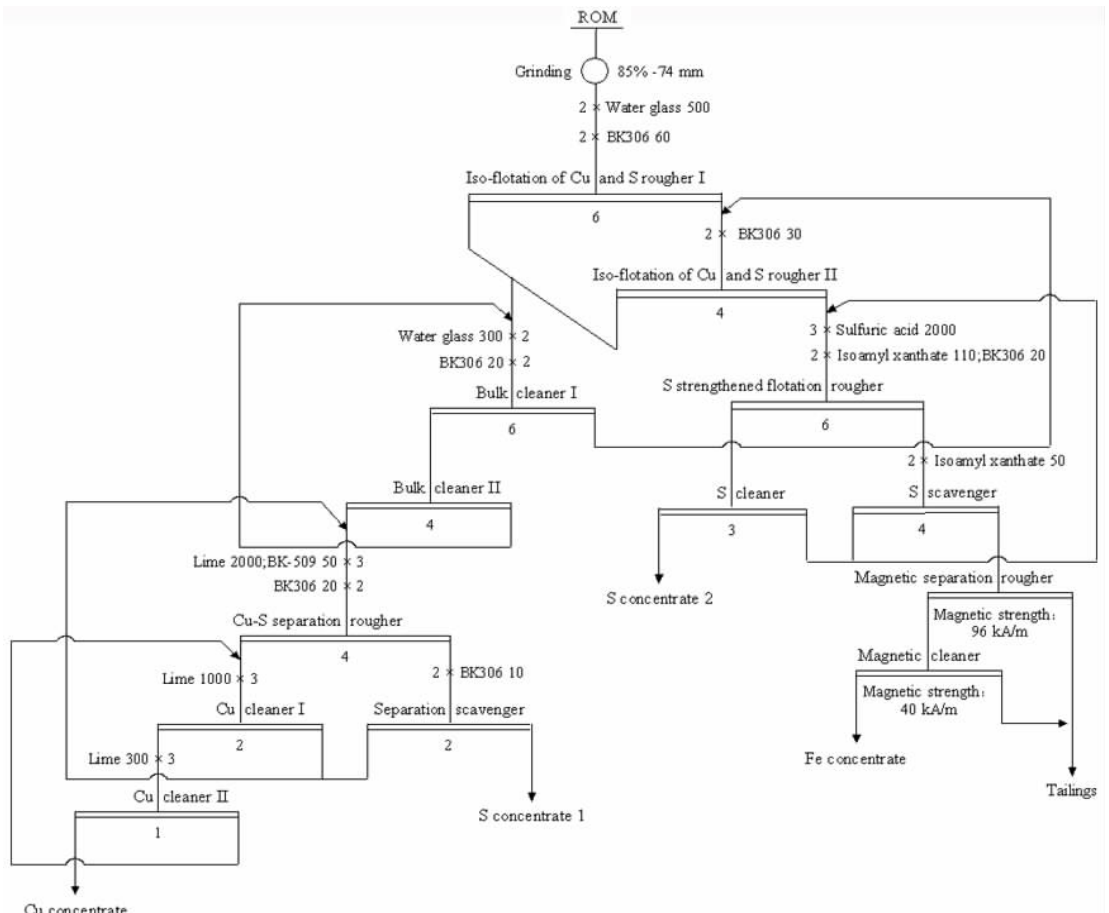 ROM
Grinding 85% -74 mm
2 × Water glass 500
2 × BK306 60
Iso-flotation of Cu and S rougher I
6
2 × BK306 30
Iso-flotation of Cu and S rougher II
4
Water glass 300 × 2
3 × Sulfuric acid 2000
BK306 20 × 2
2 × Isoamyl xanthate 110;BK306 20
Bulk cleaner I
S strengthened flotation rougher
6
6
2 × Isoamyl xanthate 50
Bulk cleaner II
S cleaner
S scavenger
4
3
4
Lime 2000;BK-509 50 × 3
BK306 20 × 2
Magnetic separation rougher
S concentrate 2
Magnetic strength:
96 kA/m
Cu-S separation rougher
4
Magnetic cleaner
Lime 1000 × 3
2 × BK306 10
Magnetic strength:
40 kA/m
Cu cleaner I
Separation scavenger
2
2
Lime 300 × 3
Fe concentrate
Tailings
Cu cleaner II
S concentrate 1
1
Cu concentrate